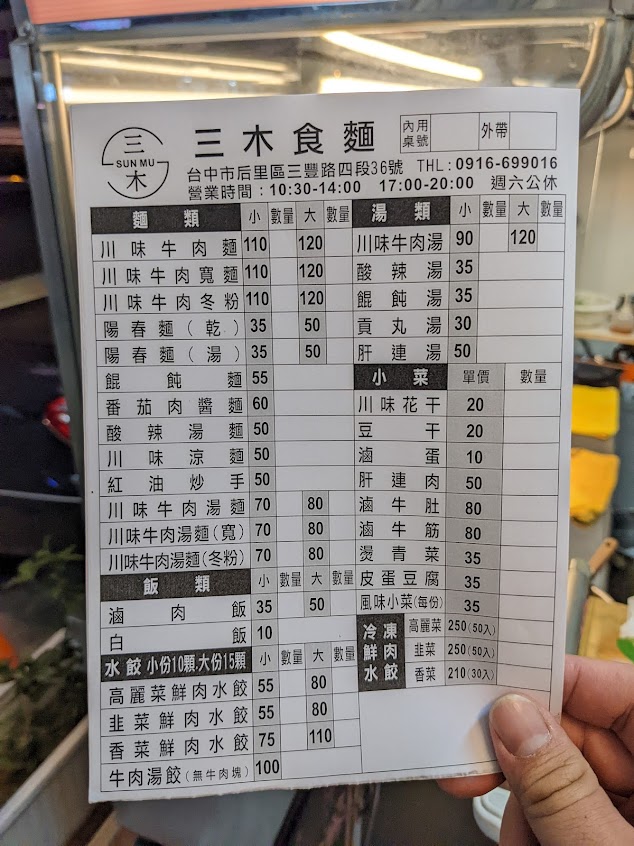 三
SUN MU
木
三木食麵
內用桌號 外帶
台中市后里區三豐路四段36號 THL:0916-699016
營業時間:10:30-14:00 17:00-20:00 週六公休
麵類 小 數量 大 數量
川味牛肉麵 110 120
川味牛肉寬麵 110 120
川味牛肉冬粉 110 120
陽春麵(乾) 35 50
陽春麵(湯) 35 50
餛飩麵 55
番茄肉醬麵 60
酸辣湯麵 50
川味涼麵 50
紅油炒手 50
川味牛肉湯麵 70 80
川味牛肉湯麵(寬) 70 80
川味牛肉湯麵(冬粉) 70 80
飯類 小 數量 大 數量
滷肉飯 35 50
白飯 10
水餃 小份10顆.大份15顆 小 數量 大 數量
高麗菜鮮肉水餃 55 80
韭菜鮮肉水餃 55 80
香菜鮮肉水餃 75 110
牛肉湯餃(無牛肉塊) 100
湯類 小 數量 大 數量
川味牛肉湯 90 120
酸辣湯 35
餛飩湯 35
貢丸湯 30
肝連湯 50
小菜 單價 數量
川味花干 20
豆干 20
滷蛋 10
肝連肉 50
滷牛肚 80
滷牛筋 80
燙青菜 35
皮蛋豆腐 35
風味小菜(每份) 35
冷凍鮮肉水餃
高麗菜 250(50入)
韭菜 250(50入)
香菜 210(30入)